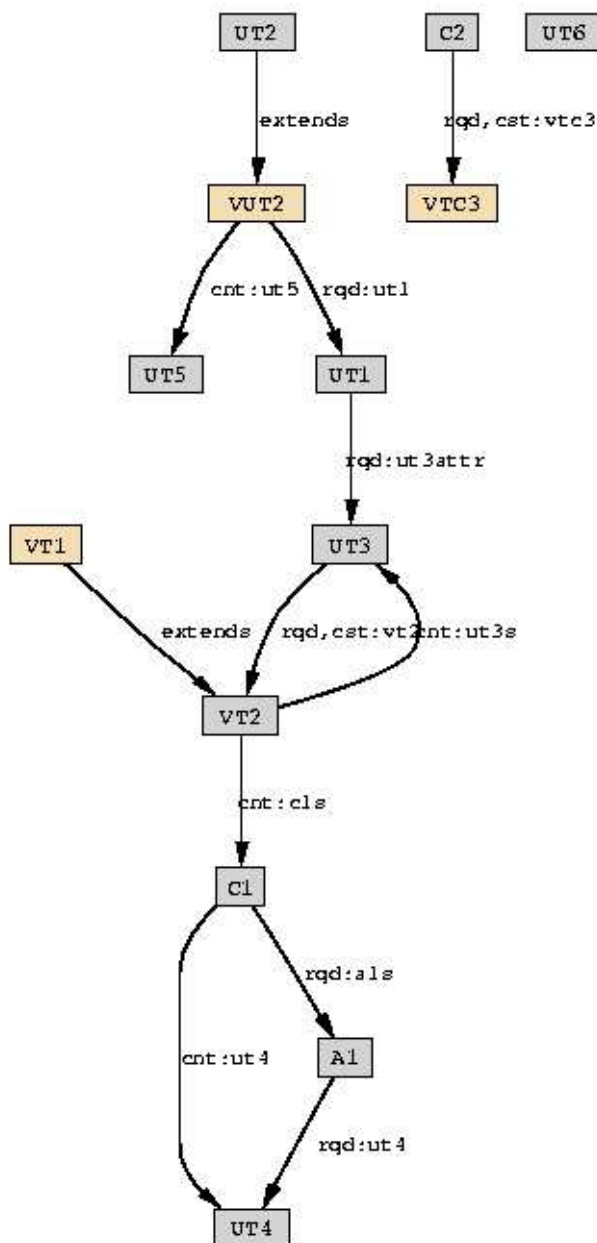 UT2 C2 UT6
extends rqd,cst:vtc3
VUT2 VTC3
cnt:ut5 rqd:ut1
UT5 UT1
rqd:ut3attr
VT1 UT3
extends rqd,cst:vt2 nt:ut3s
VT2
cnt:cls
C1
rqd:als
cnt:ut4 A1
rqd:ut4
UT4